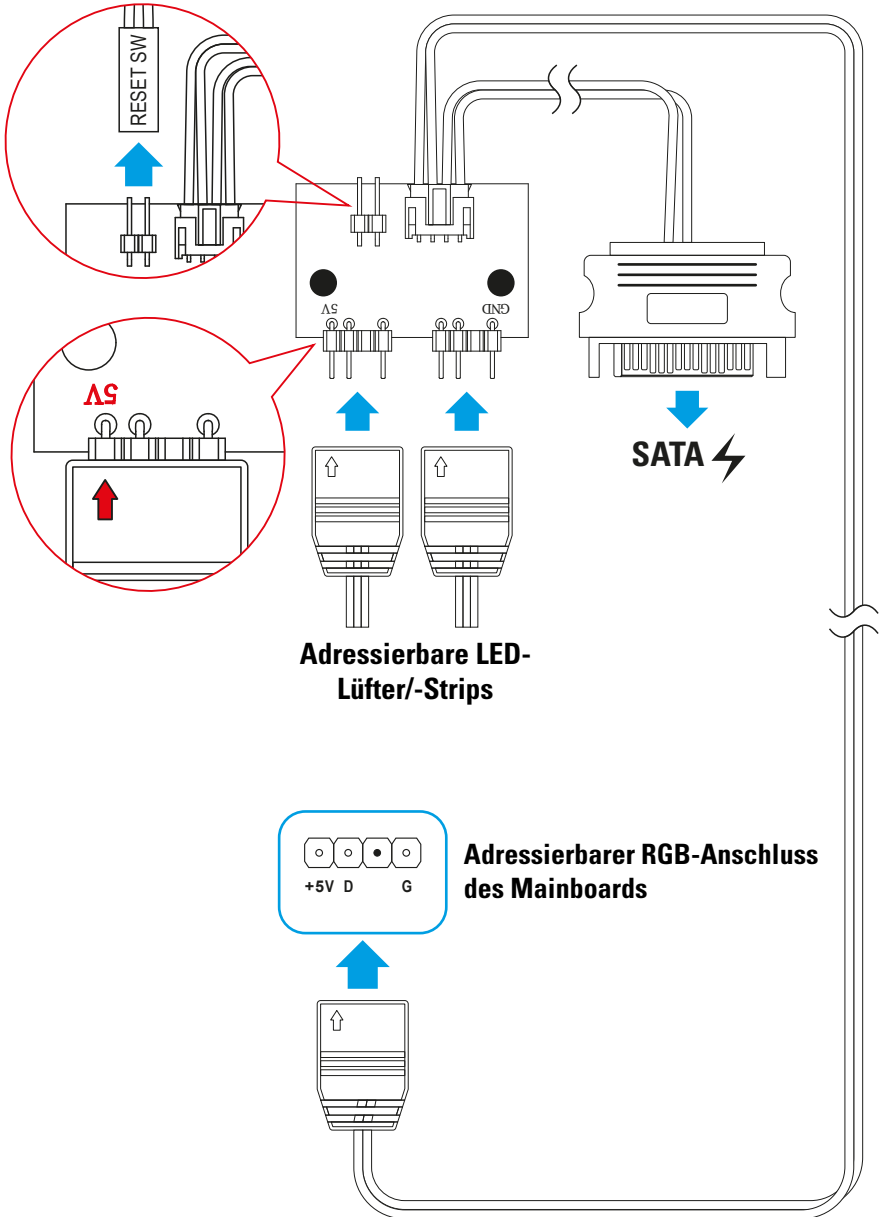 RESET SW
5V
GND
5V
SATA
Adressierbare LED-
Lüfter/-Strips
Adressierbarer RGB-Anschluss
des Mainboards
+5V D G